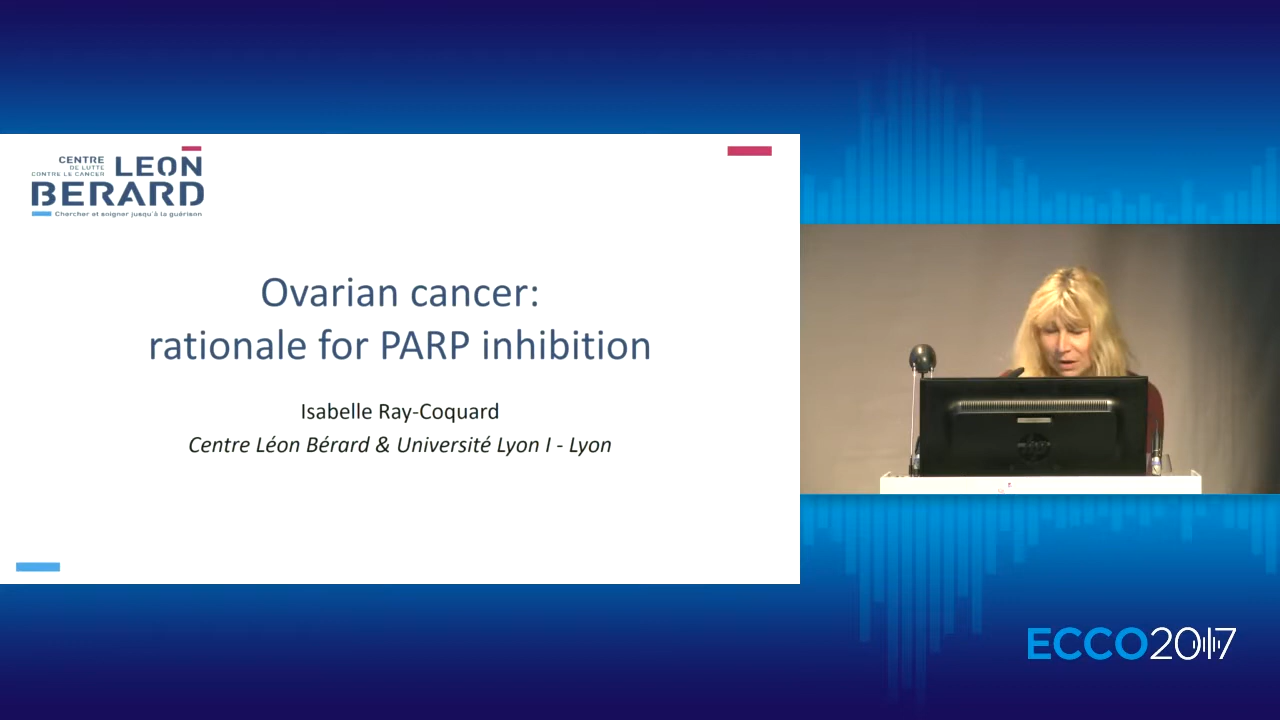 CENTRE
DE LUTTE
CONTRE LE CANCER
LEON
BERARD
Chercher et soigner jusqu'à la guérison
Ovarian cancer:
rationale for PARP inhibition
Isabelle Ray-Coquard
Centre Léon Bérard & Université Lyon I - Lyon
ECCO2017